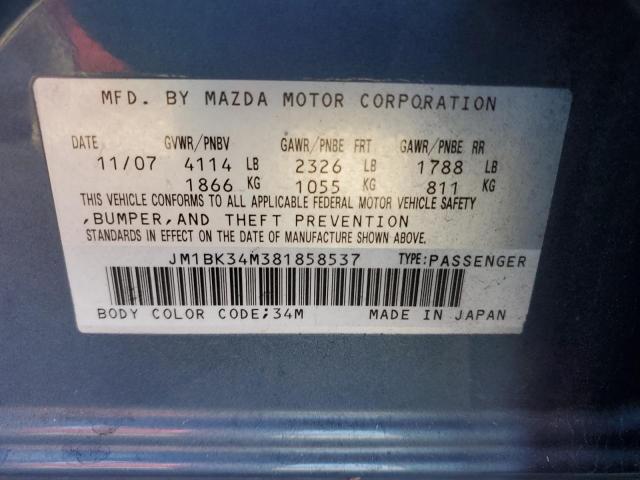 MFD. BY MAZDA MOTOR CORPORATION
DATE GVWR/PNBV GAWR/PNBE FRT GAWR/PNBE RR
11/07 4114 LB 2326 LB 1788 LB
1866 KG 1055 KG 811 KG
THIS VEHICLE CONFORMS TO ALL APPLICABLE FEDERAL MOTOR VEHICLE SAFETY
,BUMPER,AND THEFT PREVENTION
STANDARDS IN EFFECT ON THE DATE OF MANUFACTURE SHOWN ABOVE.
JM1BK34M381858537 TYPE:PASSENGER
BODY COLOR CODE;34M MADE IN JAPAN